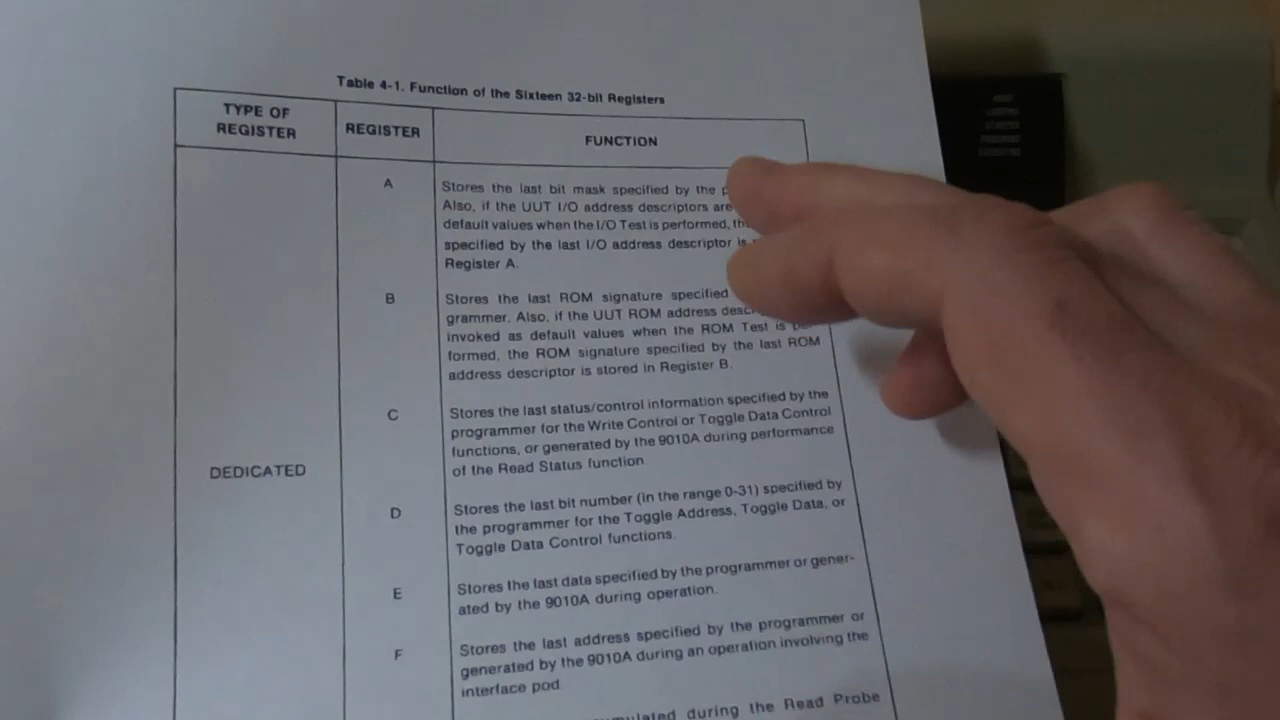 Table 4-1. Function of the Sixteen 32-bit Registers
TYPE OF
REGISTER
REGISTER
FUNCTION
DEDICATED
A
Stores the last bit mask specified by the
Also, if the UUT I/O address descriptors are
default values when the I/O Test is performed,
specified by the last I/O address descriptor is
Register A.
B
Stores the last ROM signature specified
grammer. Also, if the UUT ROM address
invoked as default values when the ROM Test is
formed, the ROM signature specified by the last ROM
address descriptor is stored in Register B.
C
Stores the last status/control information specified by the
programmer for the Write Control or Toggle Data Control
functions, or generated by the 9010A during performance
of the Read Status function
D
Stores the last bit number (in the range 0-31) specified by
the programmer for the Toggle Address, Toggle Data, or
Toggle Data Control functions.
E
Stores the last data specified by the programmer or gener-
ated by the 9010A during operation.
F
Stores the last address specified by the programmer or
generated by the 9010A during an operation involving the
interface pod.
during the Read Probe